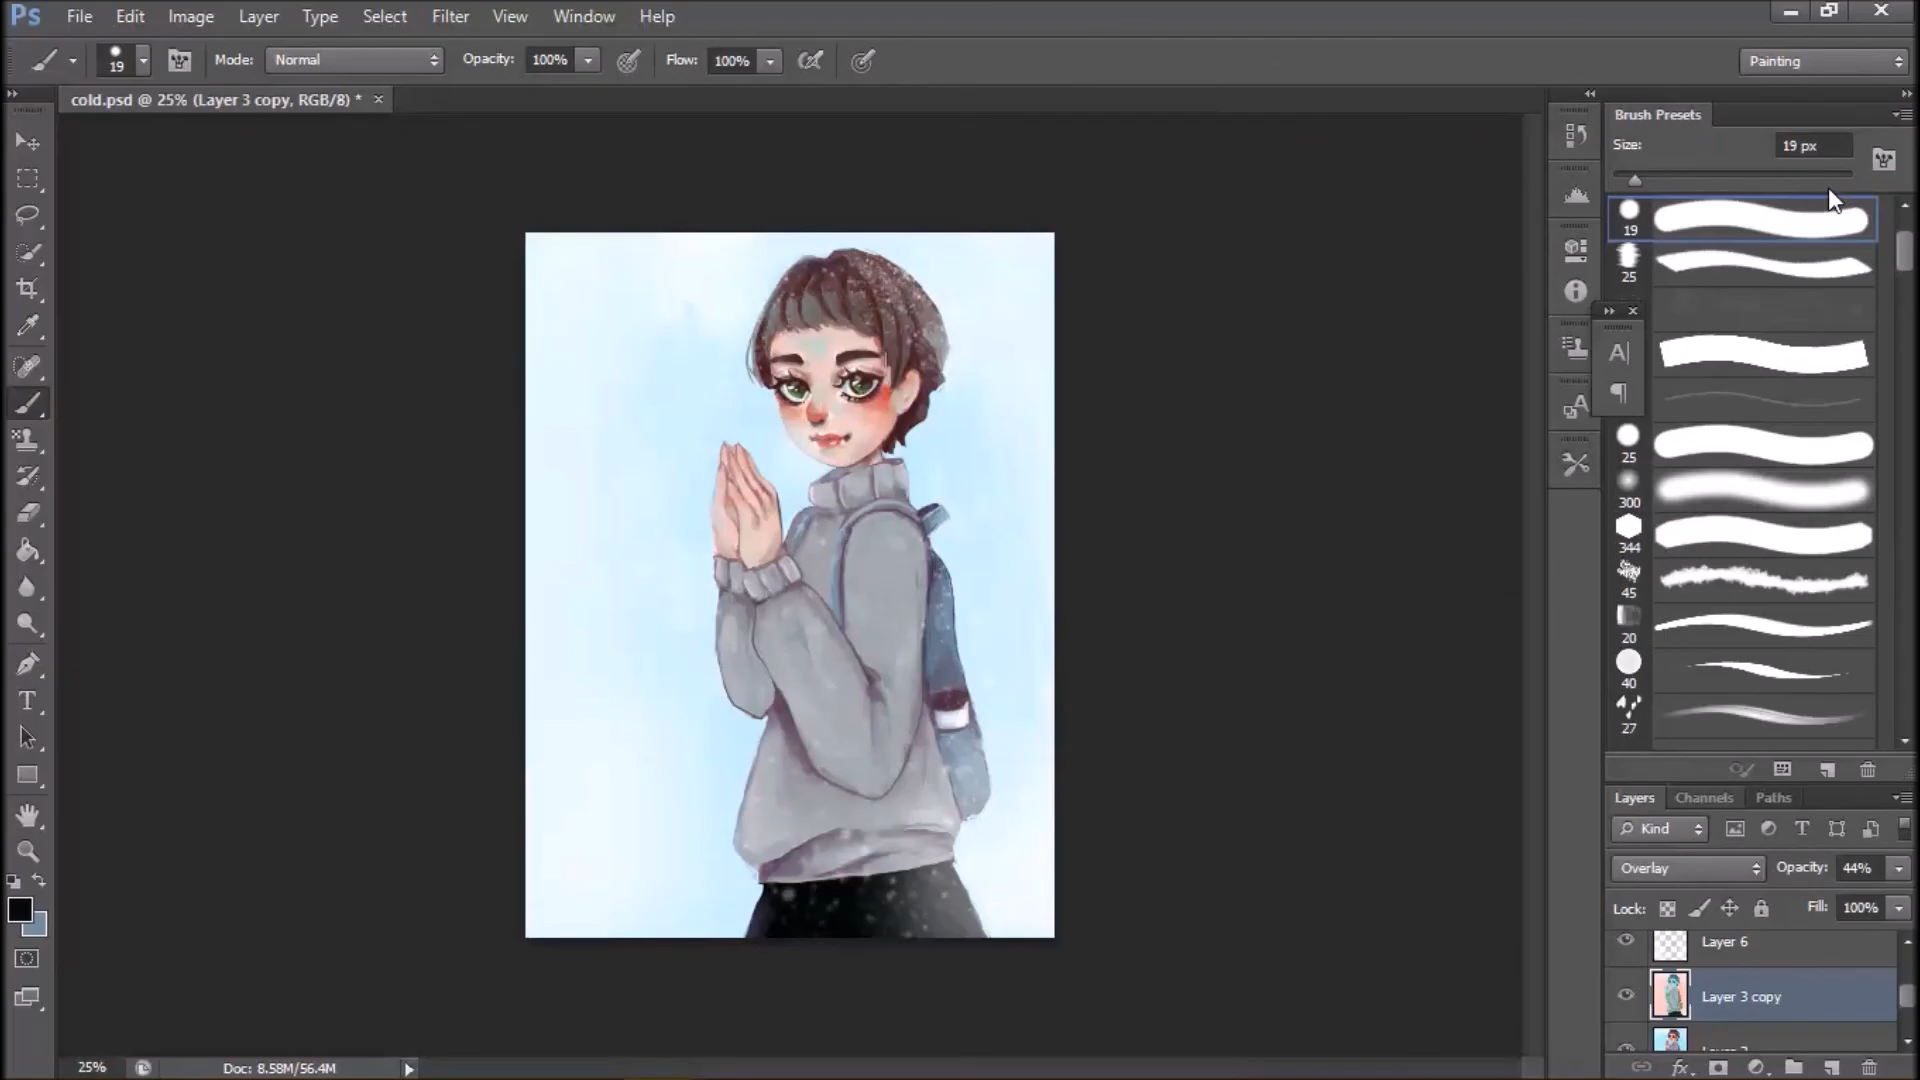 Ps File Edit Image Layer Type Select Filter View Window Help
19 Mode: Normal Opacity: 100% Flow: 100% Painting
cold.psd @ 25% (Layer 3 copy, RGB/8) * ×
Brush Presets
Size: 19 px
19
25
25
300
344
45
20
40
27
Layers Channels Paths
Kind
Overlay Opacity: 44%
Lock: Fill: 100%
Layer 6
Layer 3 copy
25% Doc: 8.58M/56.4M